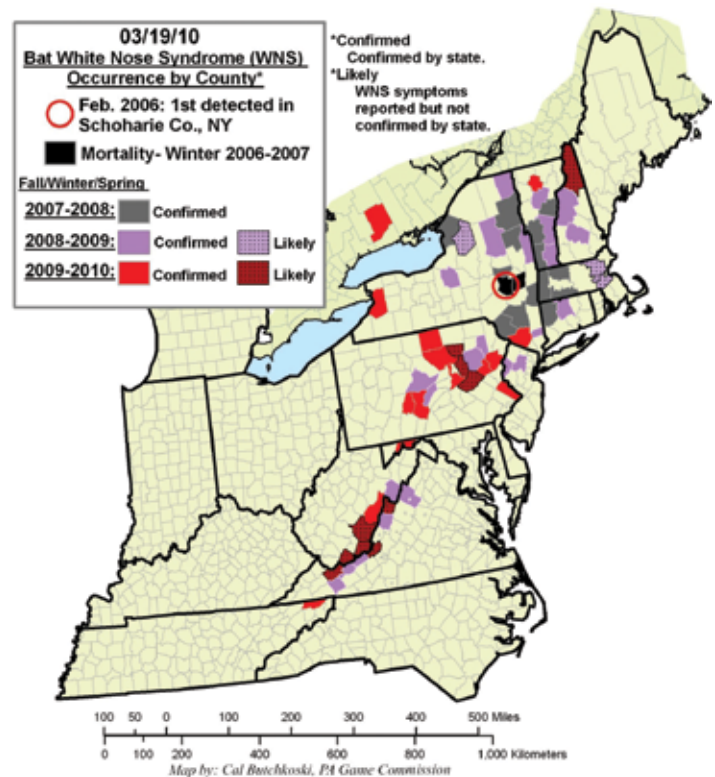 03/19/10
Bat White Nose Syndrome (WNS)
Occurrence by County*
Feb. 2006: 1st detected in
Schoharie Co., NY
Mortality- Winter 2006-2007
Fall/Winter/Spring
2007-2008: Confirmed
2008-2009: Confirmed Likely
2009-2010: Confirmed Likely
*Confirmed
Confirmed by state.
*Likely
WNS symptoms
reported but not
confirmed by state.
100 50 0 100 200 300 400 500 Miles
100 0 100 200 400 600 800 1,000 Kilometers
Map by: Cal Butchkoski, PA Game Commission